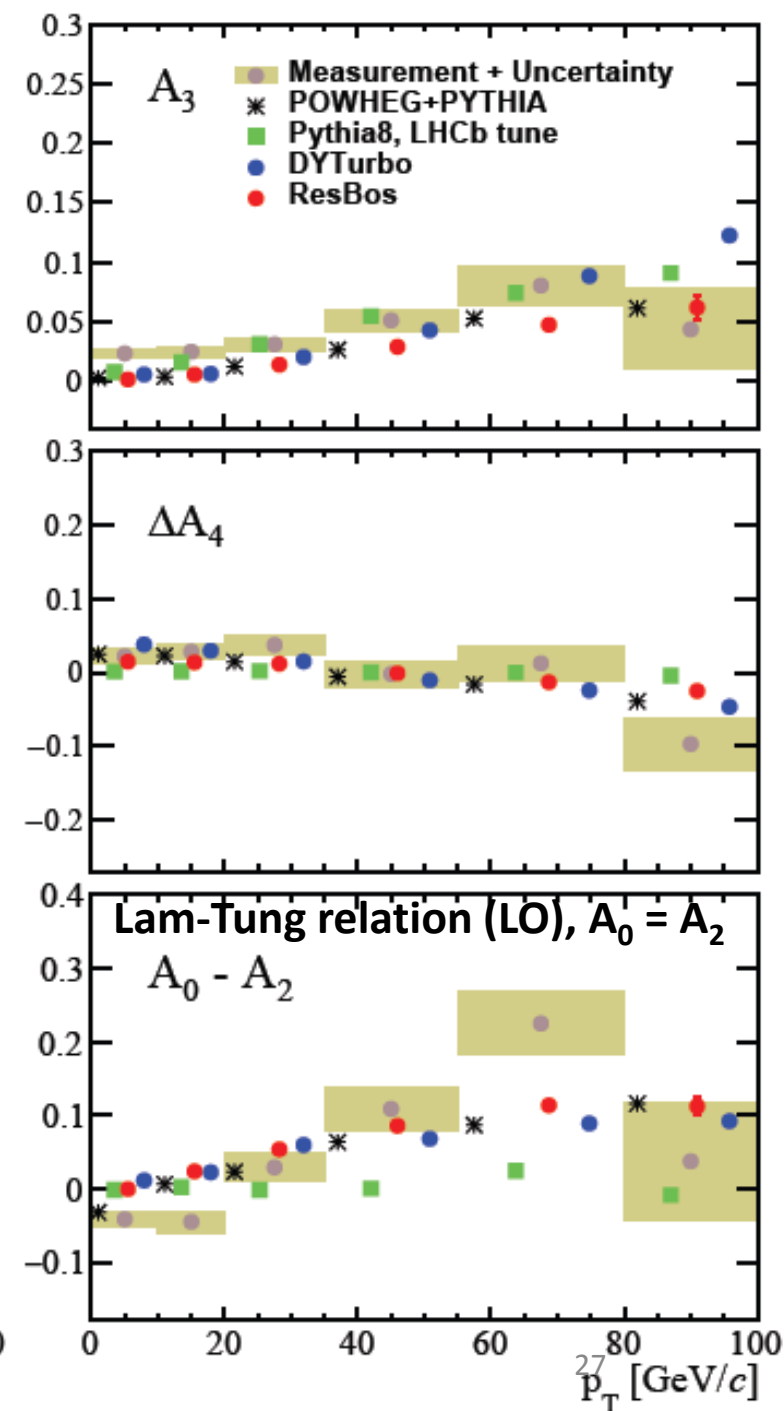 0.3
A₃
Measurement + Uncertainty
POWHEG+PYTHIA
Pythia8, LHCb tune
DYTurbo
ResBos
0.25
0.2
0.15
0.1
0.05
0
0.3
ΔA₄
0.2
0.1
0
−0.1
−0.2
0.4
Lam-Tung relation (LO), A₀ = A₂
A₀ - A₂
0.3
0.2
0.1
0
−0.1
0 20 40 60 80 100
27
p_T [GeV/c]